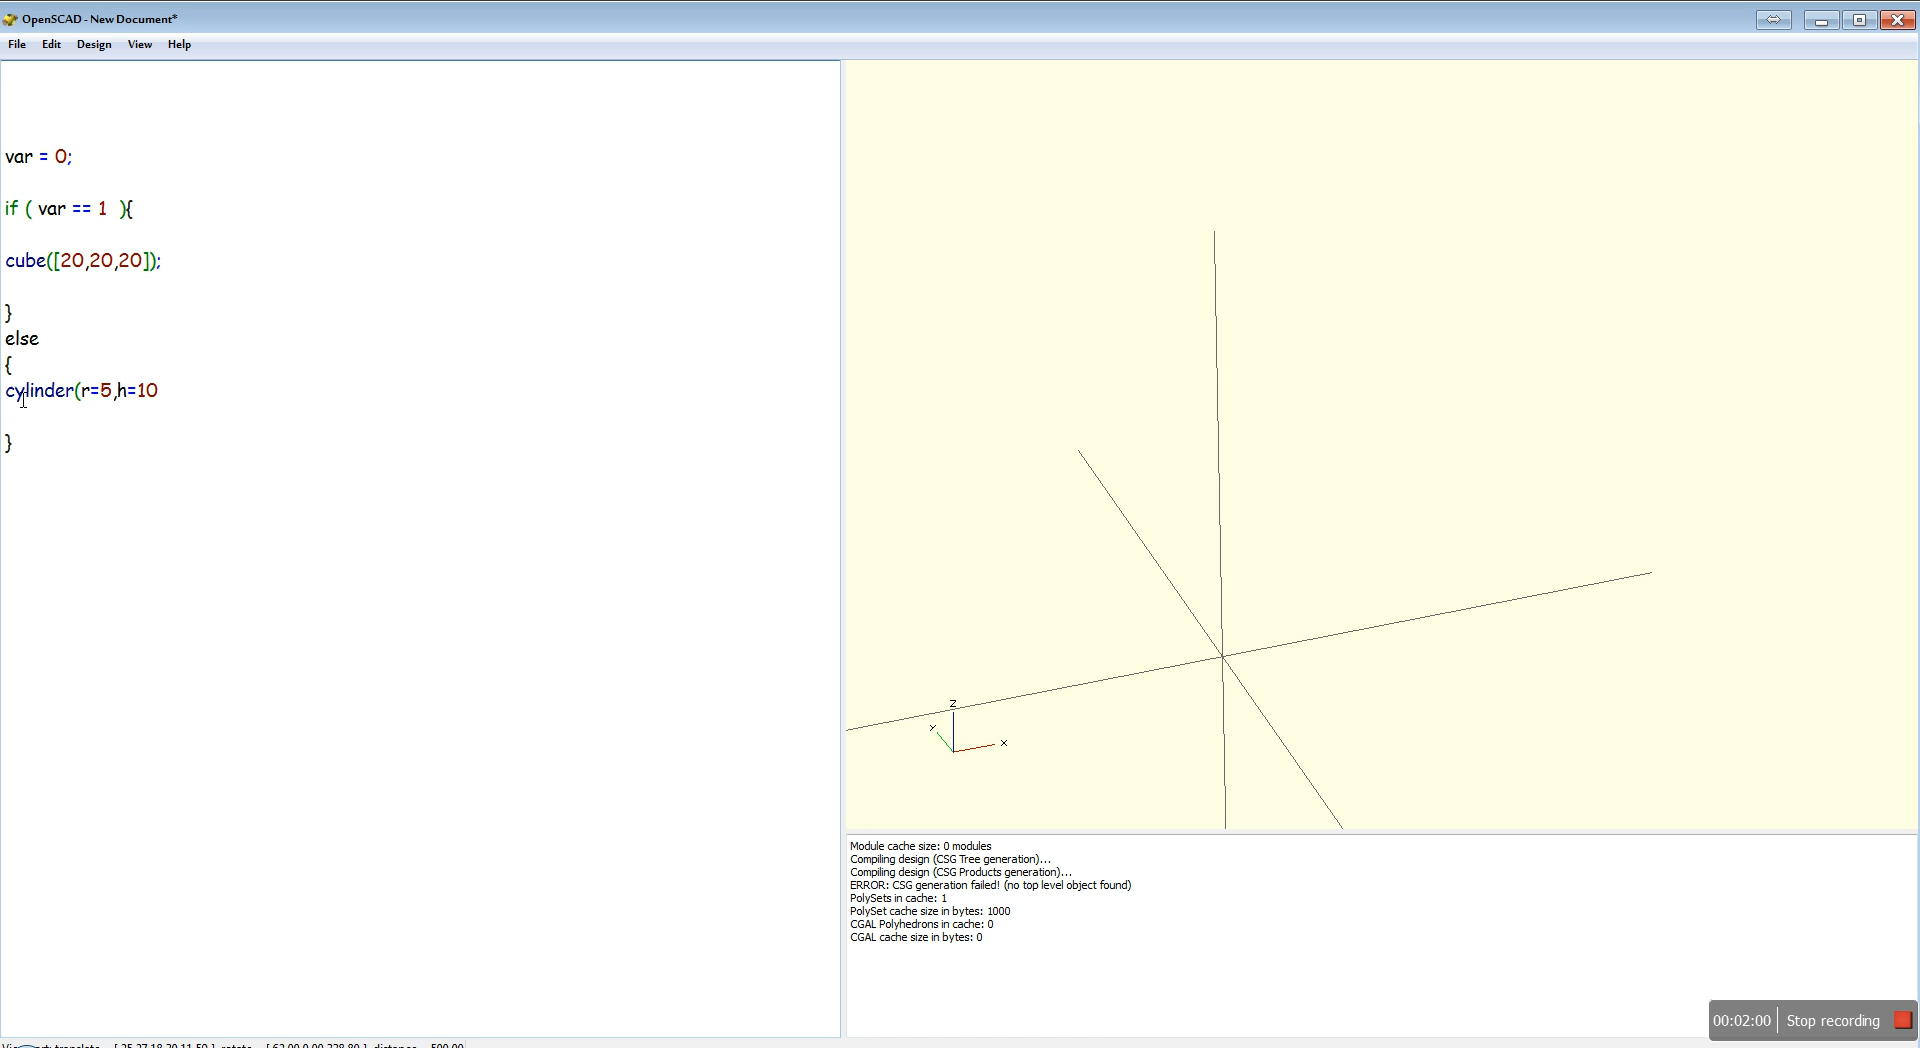 OpenSCAD - New Document*
File Edit Design View Help
var = 0;
if ( var == 1 ){
cube([20,20,20]);
}
else
{
cylinder(r=5,h=10
}
Z
Y
X
Module cache size: 0 modules
Compiling design (CSG Tree generation)...
Compiling design (CSG Products generation)...
ERROR: CSG generation failed! (no top level object found)
PolySets in cache: 1
PolySet cache size in bytes: 1000
CGAL Polyhedrons in cache: 0
CGAL cache size in bytes: 0
00:02:00 Stop recording